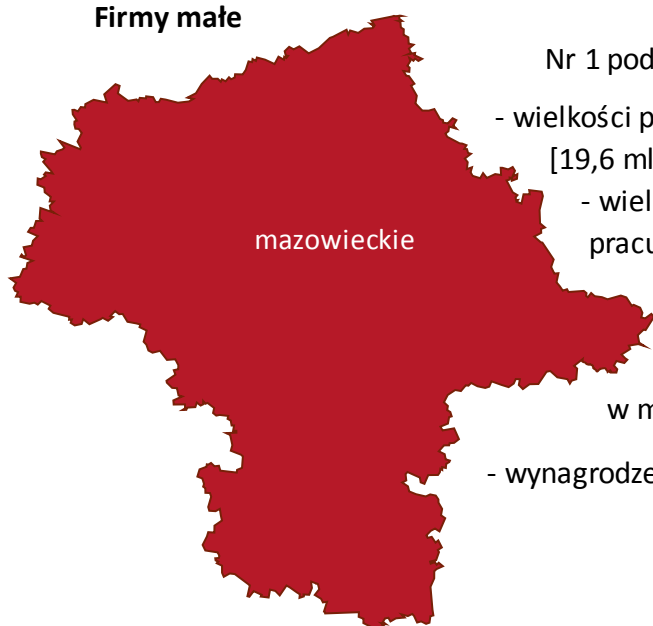 Firmy małe
Nr 1 pod
- wielkości p
[19,6 ml
- wiel
mazowieckie
pracu
w m
- wynagrodze